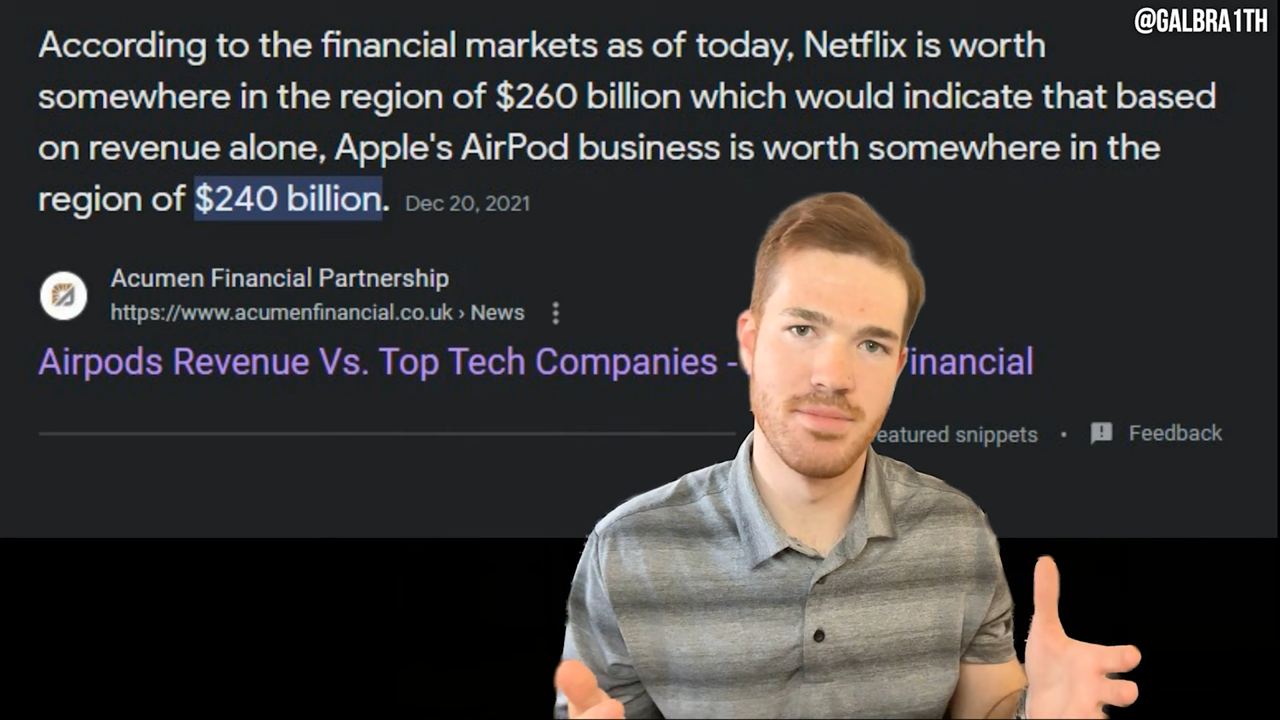 @GALBRA1TH
According to the financial markets as of today, Netflix is worth
somewhere in the region of $260 billion which would indicate that based
on revenue alone, Apple's AirPod business is worth somewhere in the
region of $240 billion. Dec 20, 2021
Acumen Financial Partnership
https://www.acumenfinancial.co.uk › News
Airpods Revenue Vs. Top Tech Companies - inancial
eatured snippets • Feedback